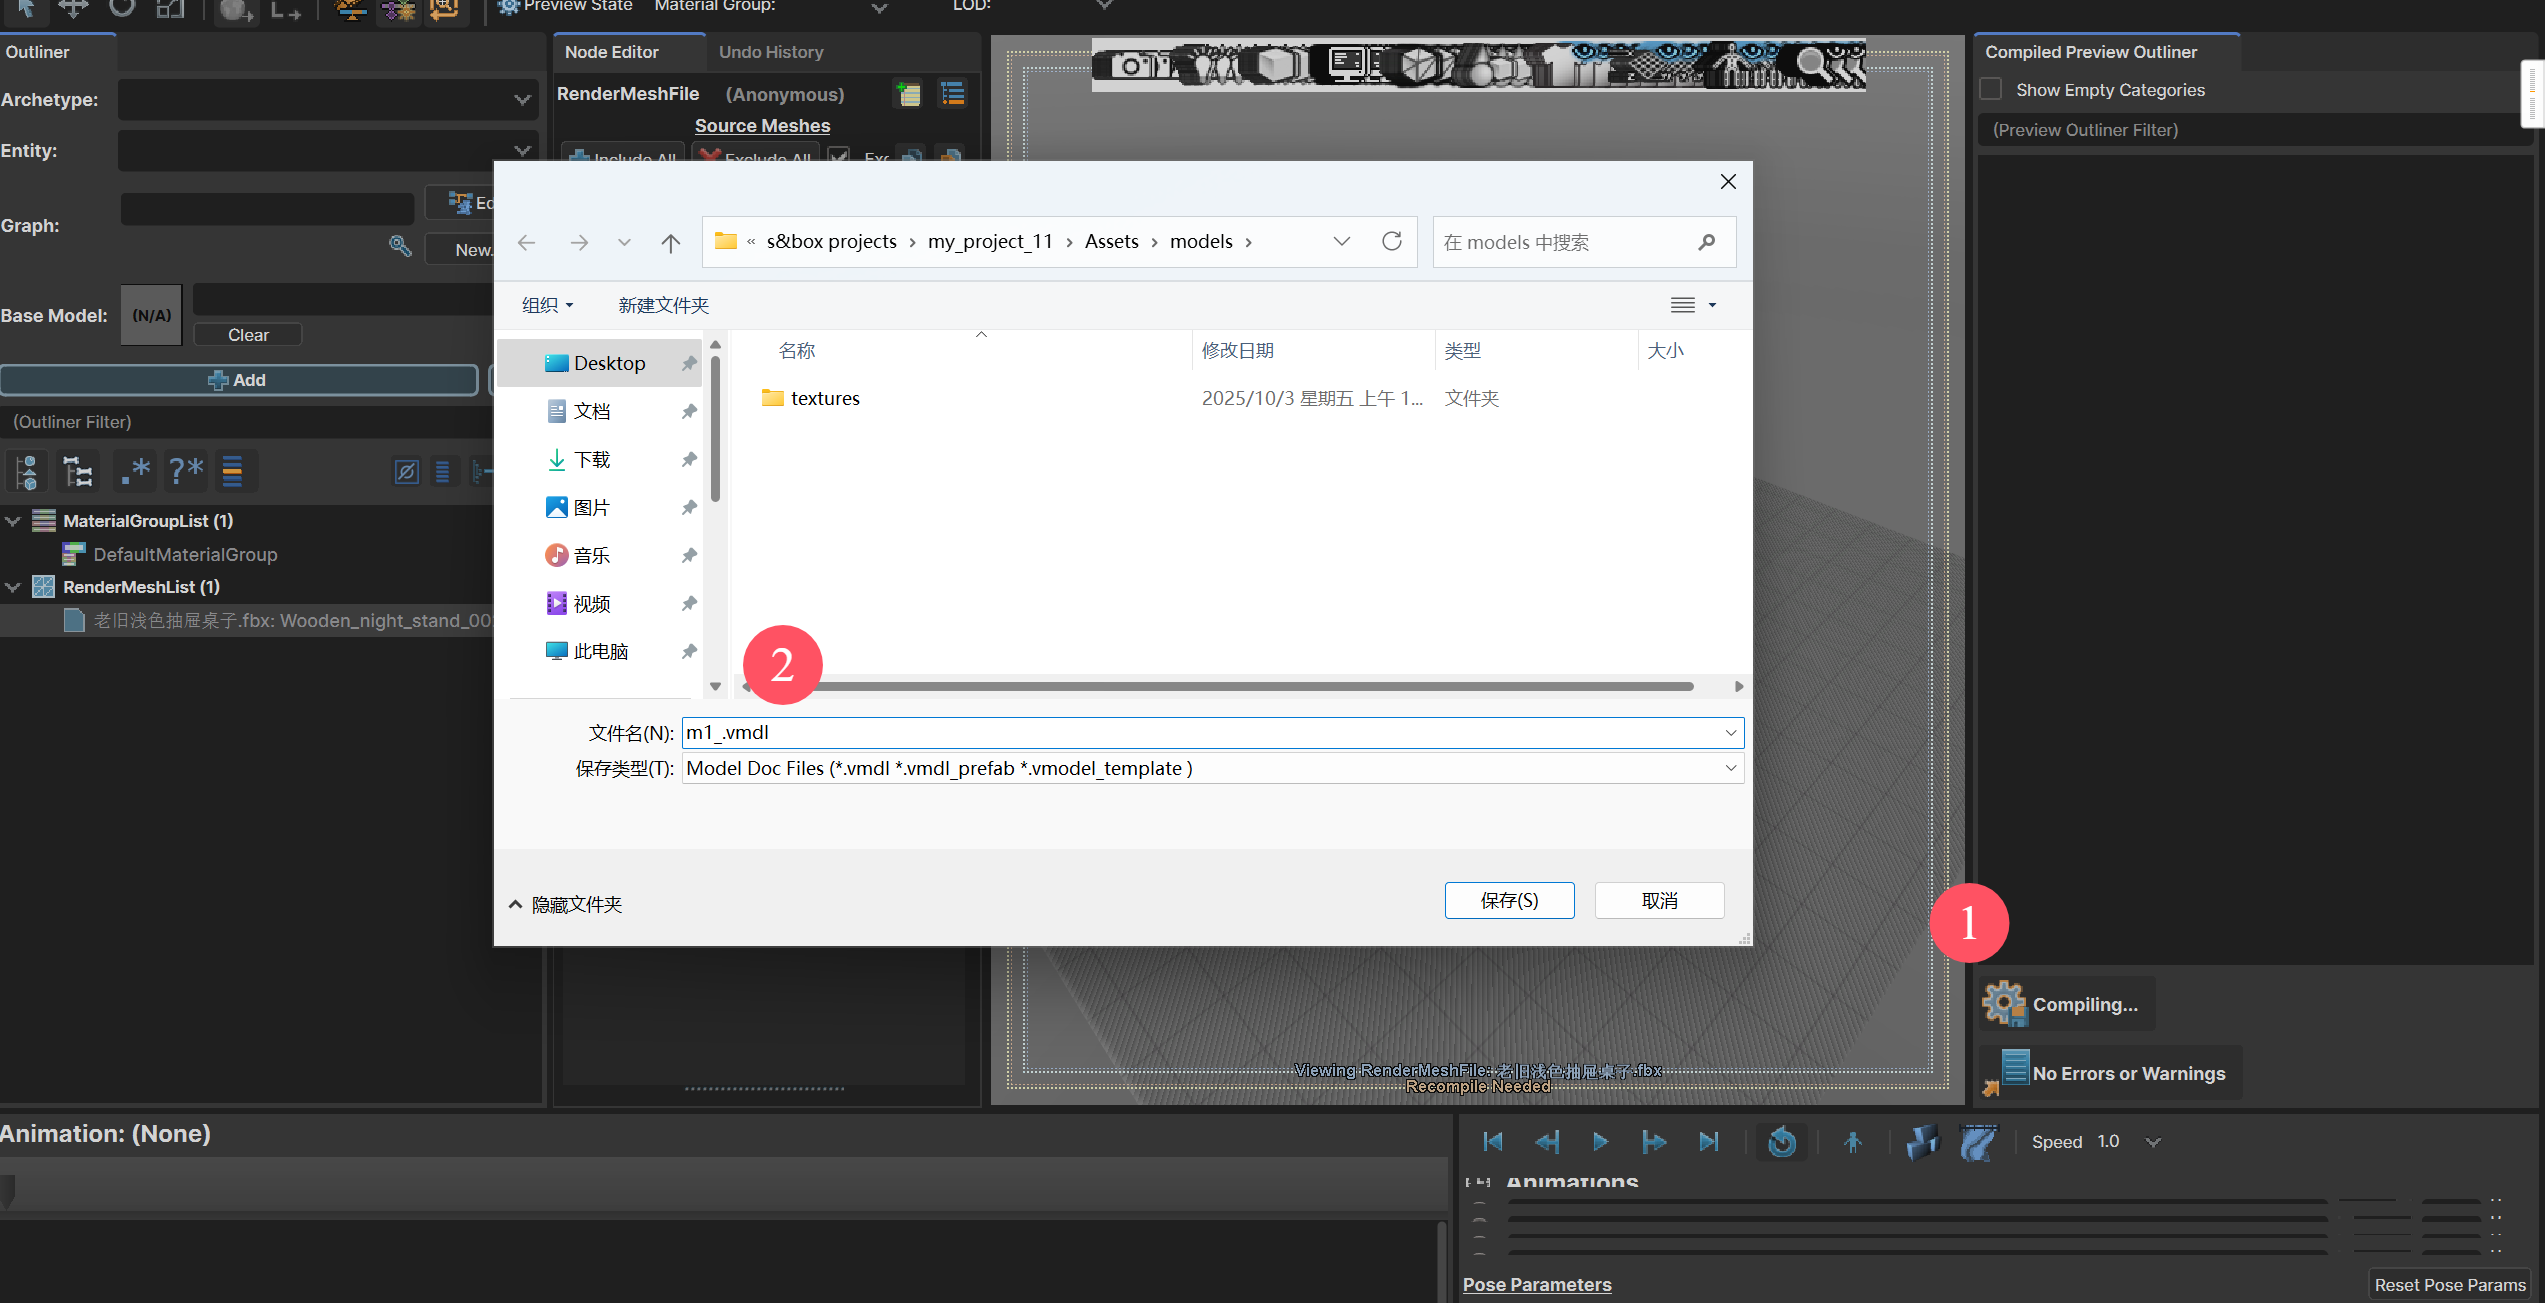 Preview State Material Group: LOD:
Outliner
Archetype:
Entity:
Graph:
New.
Base Model: (N/A)
Clear
Add
(Outliner Filter)
MaterialGroupList (1)
DefaultMaterialGroup
RenderMeshList (1)
老旧浅色抽屉桌子.fbx: Wooden_night_stand_00
Node Editor Undo History
RenderMeshFile (Anonymous)
Source Meshes
Include All Exclude All
s&box projects › my_project_11 › Assets › models ›
在 models 中搜索
组织 新建文件夹
名称 修改日期 类型 大小
Desktop
文档
下载
图片
音乐
视频
此电脑
textures 2025/10/3 星期五 上午 1... 文件夹
2
文件名(N): m1_.vmdl
保存类型(T): Model Doc Files (*.vmdl *.vmdl_prefab *.vmodel_template )
隐藏文件夹
保存(S) 取消
Viewing RenderMeshFile: 老旧浅色抽屉桌子.fbx
Recompile Needed
Compiled Preview Outliner
Show Empty Categories
(Preview Outliner Filter)
1
Compiling...
No Errors or Warnings
Animation: (None)
Speed 1.0
Animations
Pose Parameters
Reset Pose Params